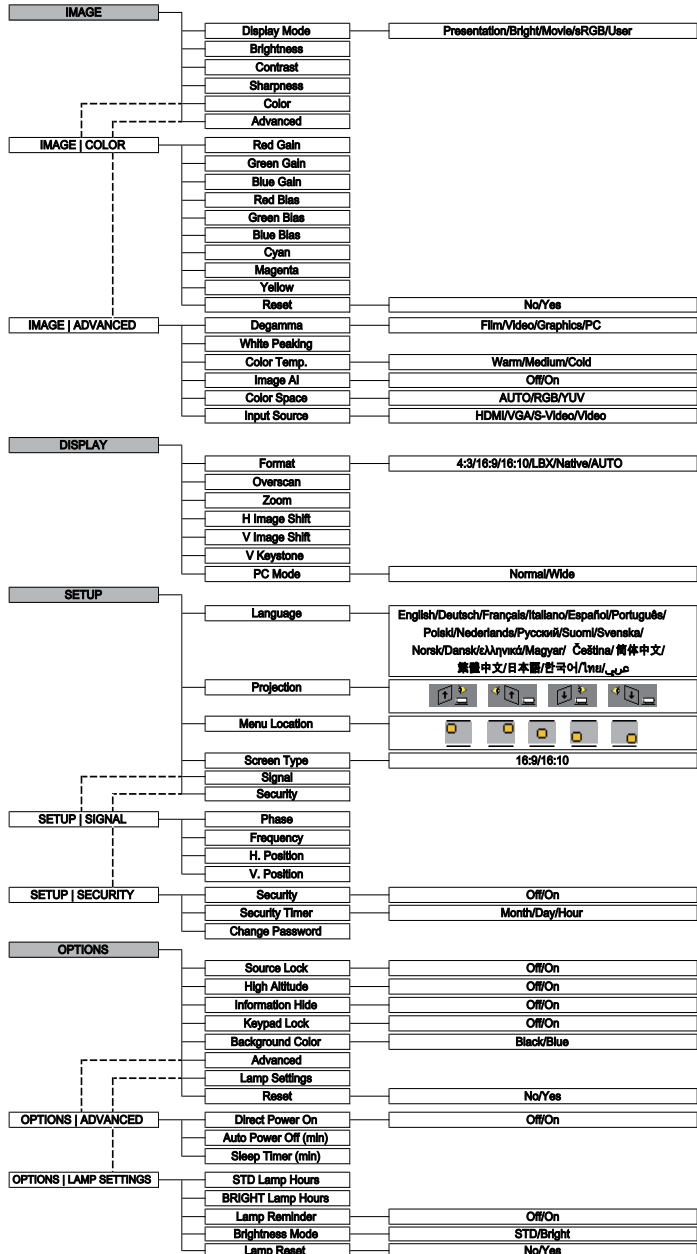 IMAGE
Display Mode Presentation/Bright/Movie/sRGB/User
Brightness
Contrast
Sharpness
Color
Advanced
IMAGE | COLOR Red Gain
Green Gain
Blue Gain
Red Bias
Green Bias
Blue Bias
Cyan
Magenta
Yellow
Reset No/Yes
IMAGE | ADVANCED Degamma Film/Video/Graphics/PC
White Peaking
Color Temp. Warm/Medium/Cold
Image AI Off/On
Color Space AUTO/RGB/YUV
Input Source HDMI/VGA/S-Video/Video
DISPLAY
Format 4:3/16:9/16:10/LBX/Native/AUTO
Overscan
Zoom
H Image Shift
V Image Shift
V Keystone
PC Mode Normal/Wide
SETUP
Language English/Deutsch/Français/Italiano/Español/Português/
Polski/Nederlands/Русский/Suomi/Svenska/
Norsk/Dansk/ελληνικά/Magyar/ Čeština/ 简体中文/
繁體中文/日本語/한국어/ไทย/عربي
Projection
Menu Location
Screen Type 16:9/16:10
Signal
Security
SETUP | SIGNAL Phase
Frequency
H. Position
V. Position
SETUP | SECURITY Security Off/On
Security Timer Month/Day/Hour
Change Password
OPTIONS
Source Lock Off/On
High Altitude Off/On
Information Hide Off/On
Keypad Lock Off/On
Background Color Black/Blue
Advanced
Lamp Settings
Reset No/Yes
OPTIONS | ADVANCED Direct Power On Off/On
Auto Power Off (min)
Sleep Timer (min)
OPTIONS | LAMP SETTINGS STD Lamp Hours
BRIGHT Lamp Hours
Lamp Reminder Off/On
Brightness Mode STD/Bright
Lamp Reset No/Yes